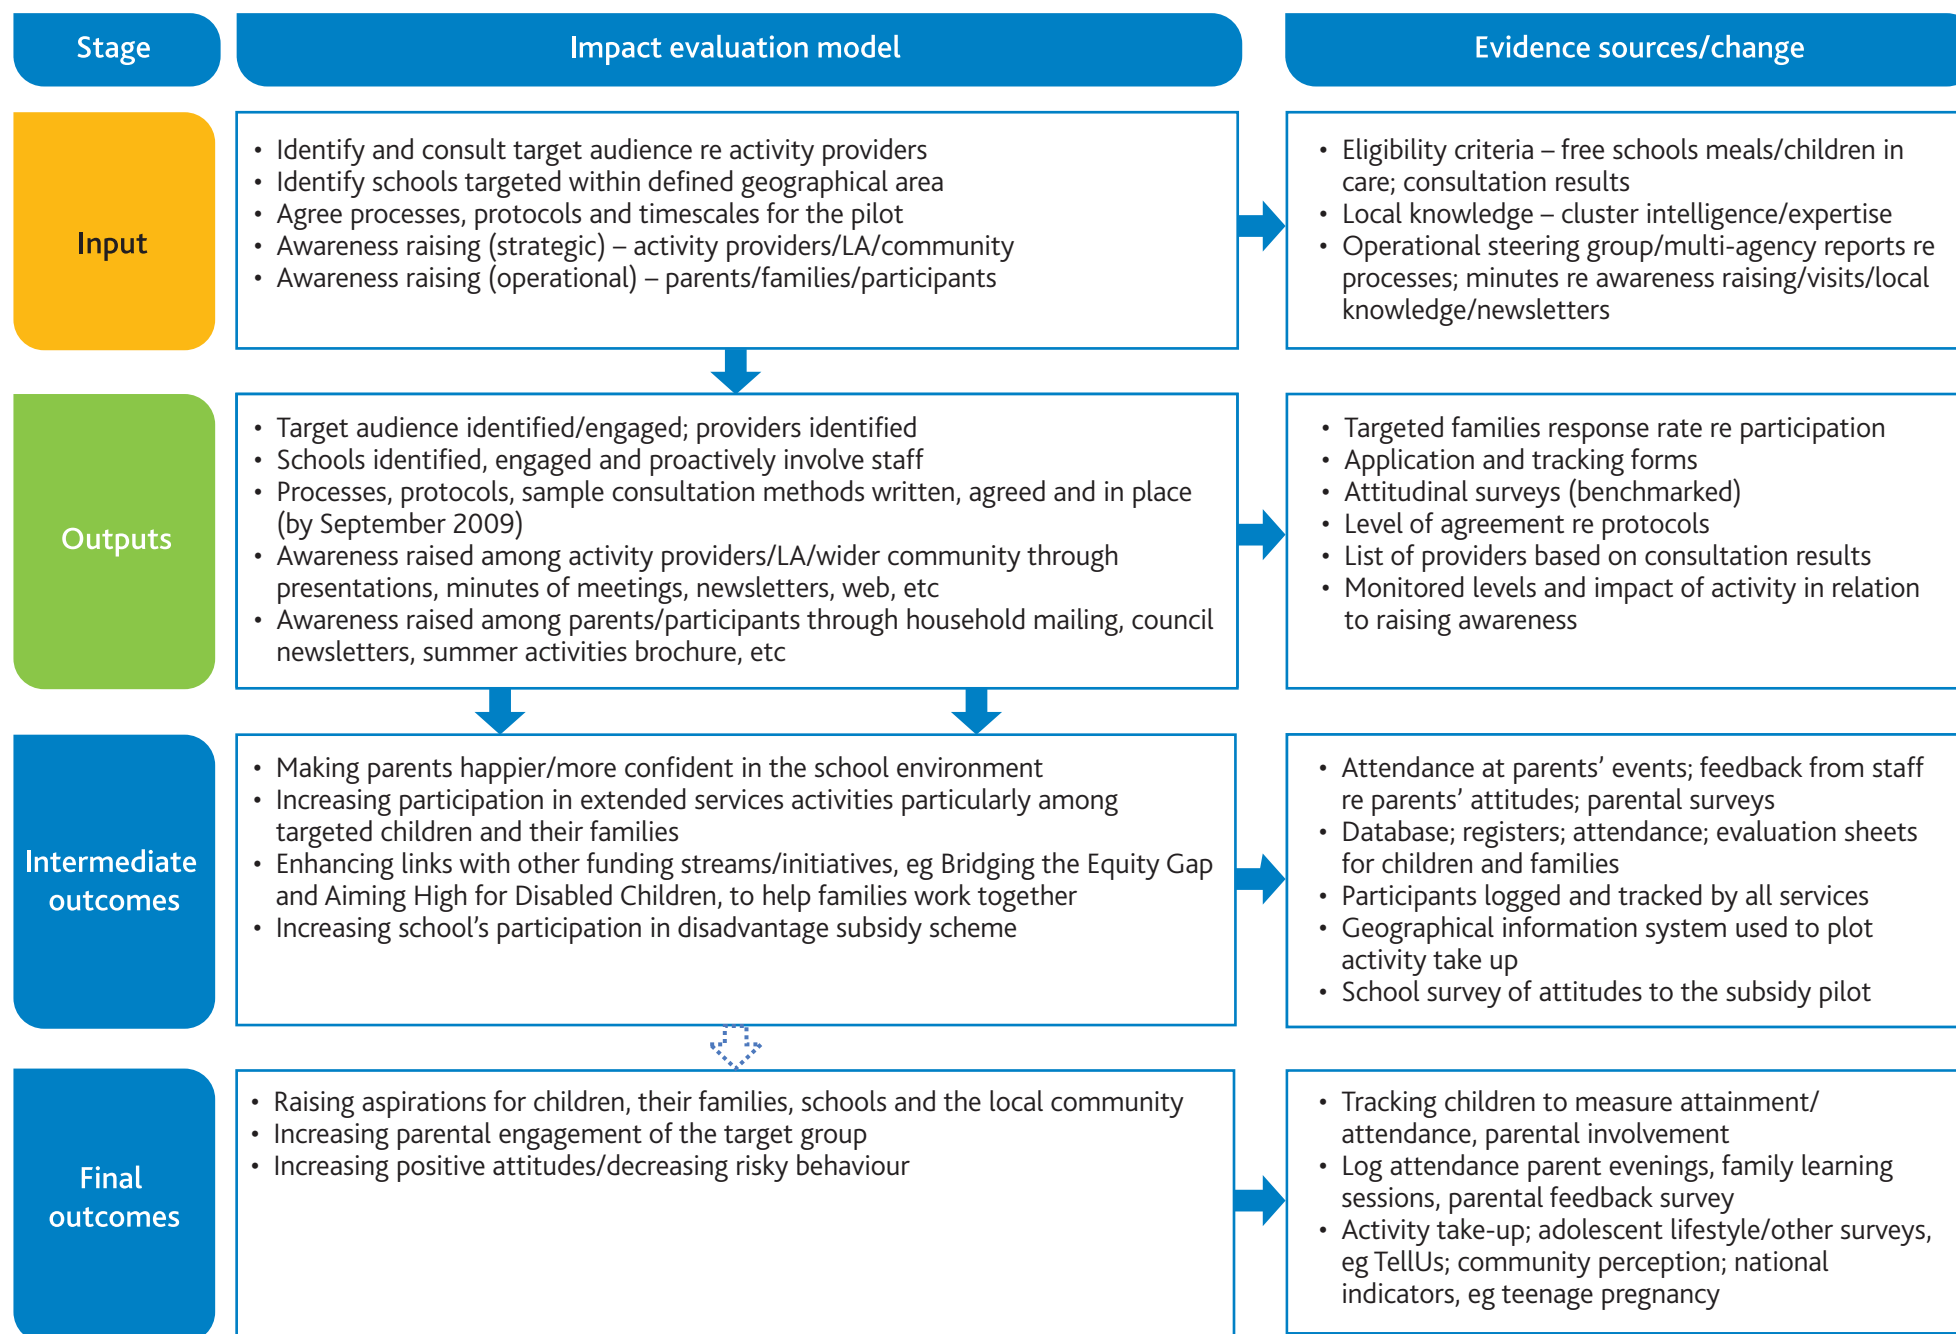 Stage
Impact evaluation model
Evidence sources/change
Input
• Identify and consult target audience re activity providers
• Identify schools targeted within defined geographical area
• Agree processes, protocols and timescales for the pilot
• Awareness raising (strategic) – activity providers/LA/community
• Awareness raising (operational) – parents/families/participants
• Eligibility criteria – free schools meals/children in
care; consultation results
• Local knowledge – cluster intelligence/expertise
• Operational steering group/multi-agency reports re
processes; minutes re awareness raising/visits/local
knowledge/newsletters
Outputs
• Target audience identified/engaged; providers identified
• Schools identified, engaged and proactively involve staff
• Processes, protocols, sample consultation methods written, agreed and in place
(by September 2009)
• Awareness raised among activity providers/LA/wider community through
presentations, minutes of meetings, newsletters, web, etc
• Awareness raised among parents/participants through household mailing, council
newsletters, summer activities brochure, etc
• Targeted families response rate re participation
• Application and tracking forms
• Attitudinal surveys (benchmarked)
• Level of agreement re protocols
• List of providers based on consultation results
• Monitored levels and impact of activity in relation
to raising awareness
Intermediate
outcomes
• Making parents happier/more confident in the school environment
• Increasing participation in extended services activities particularly among
targeted children and their families
• Enhancing links with other funding streams/initiatives, eg Bridging the Equity Gap
and Aiming High for Disabled Children, to help families work together
• Increasing school's participation in disadvantage subsidy scheme
• Attendance at parents' events; feedback from staff
re parents' attitudes; parental surveys
• Database; registers; attendance; evaluation sheets
for children and families
• Participants logged and tracked by all services
• Geographical information system used to plot
activity take up
• School survey of attitudes to the subsidy pilot
Final
outcomes
• Raising aspirations for children, their families, schools and the local community
• Increasing parental engagement of the target group
• Increasing positive attitudes/decreasing risky behaviour
• Tracking children to measure attainment/
attendance, parental involvement
• Log attendance parent evenings, family learning
sessions, parental feedback survey
• Activity take-up; adolescent lifestyle/other surveys,
eg TellUs; community perception; national
indicators, eg teenage pregnancy